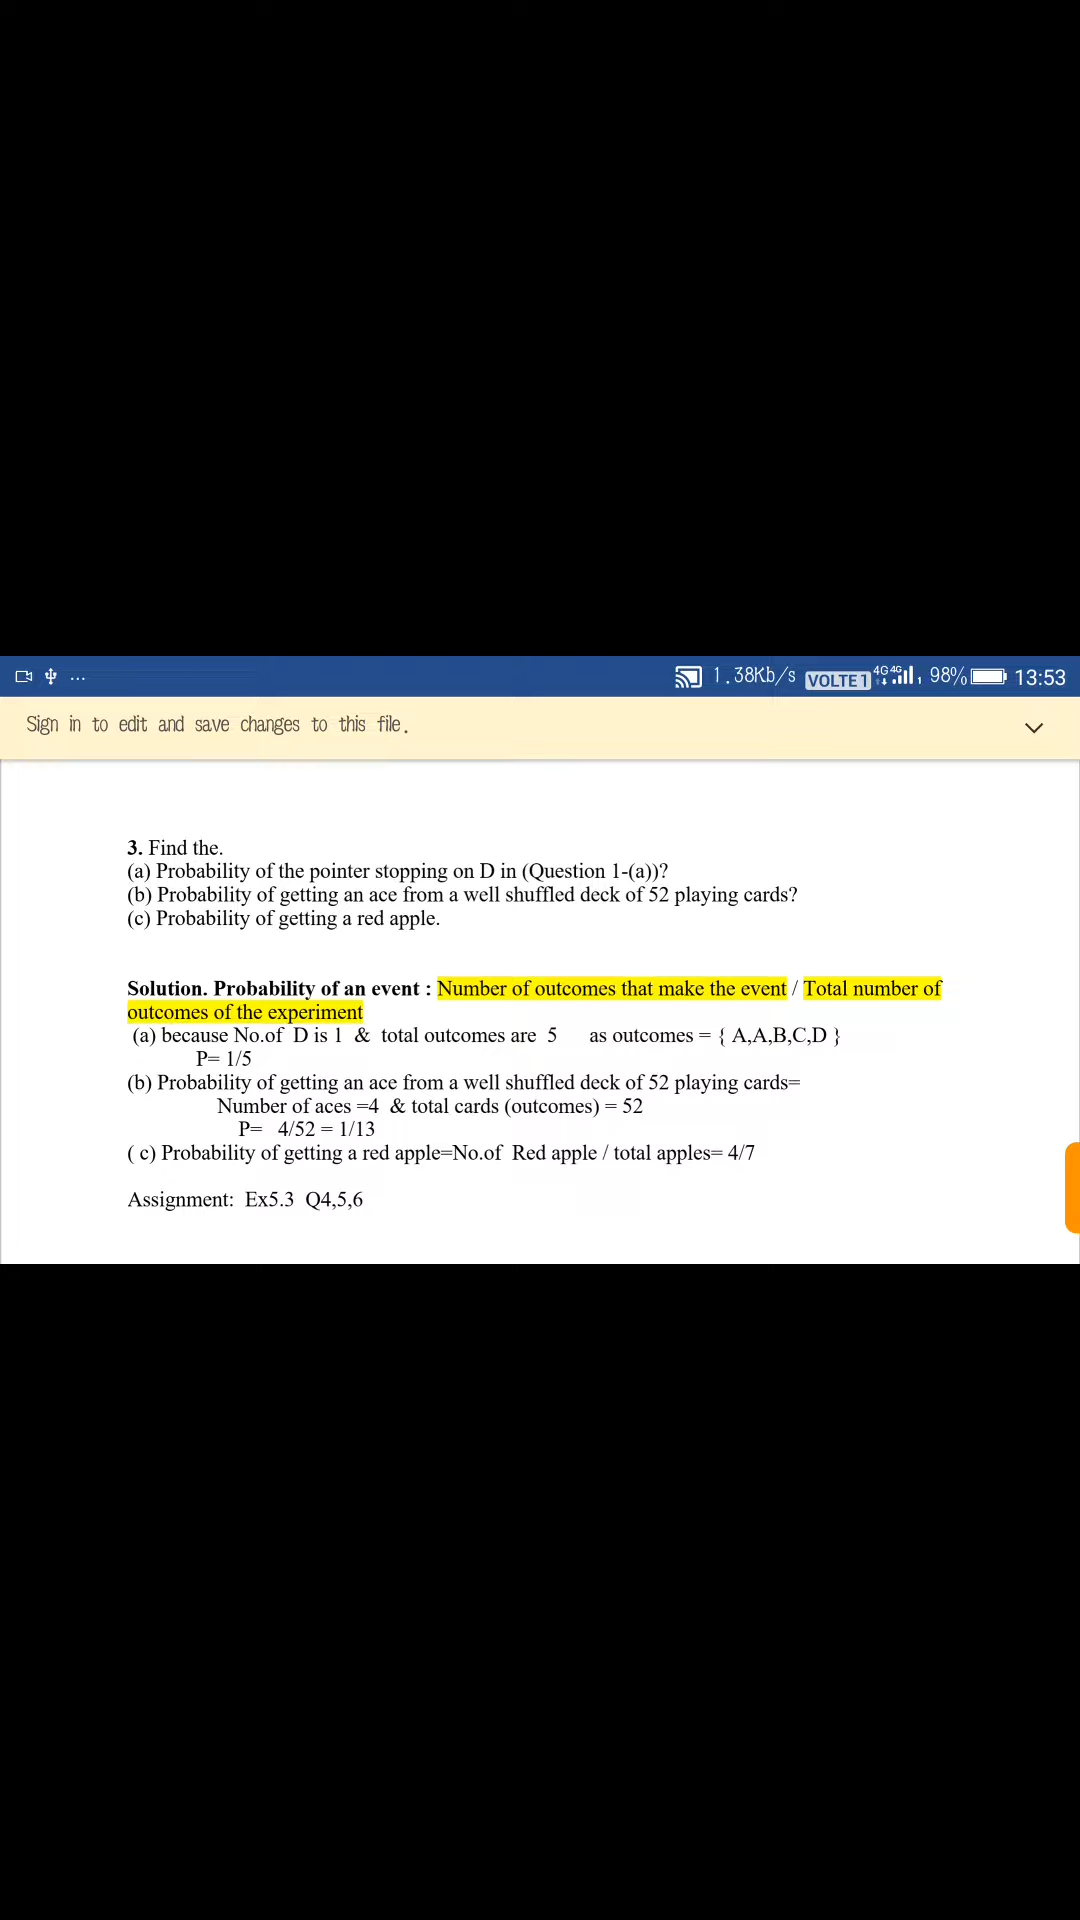 ... 1.38Kb/s VOLTE1 4G 4G 98% 13:53
Sign in to edit and save changes to this file.
3. Find the.
(a) Probability of the pointer stopping on D in (Question 1-(a))?
(b) Probability of getting an ace from a well shuffled deck of 52 playing cards?
(c) Probability of getting a red apple.
Solution. Probability of an event : Number of outcomes that make the event / Total number of
outcomes of the experiment
(a) because No.of D is 1 & total outcomes are 5 as outcomes = { A,A,B,C,D }
P= 1/5
(b) Probability of getting an ace from a well shuffled deck of 52 playing cards=
Number of aces =4 & total cards (outcomes) = 52
P= 4/52 = 1/13
( c) Probability of getting a red apple=No.of Red apple / total apples= 4/7
Assignment: Ex5.3 Q4,5,6